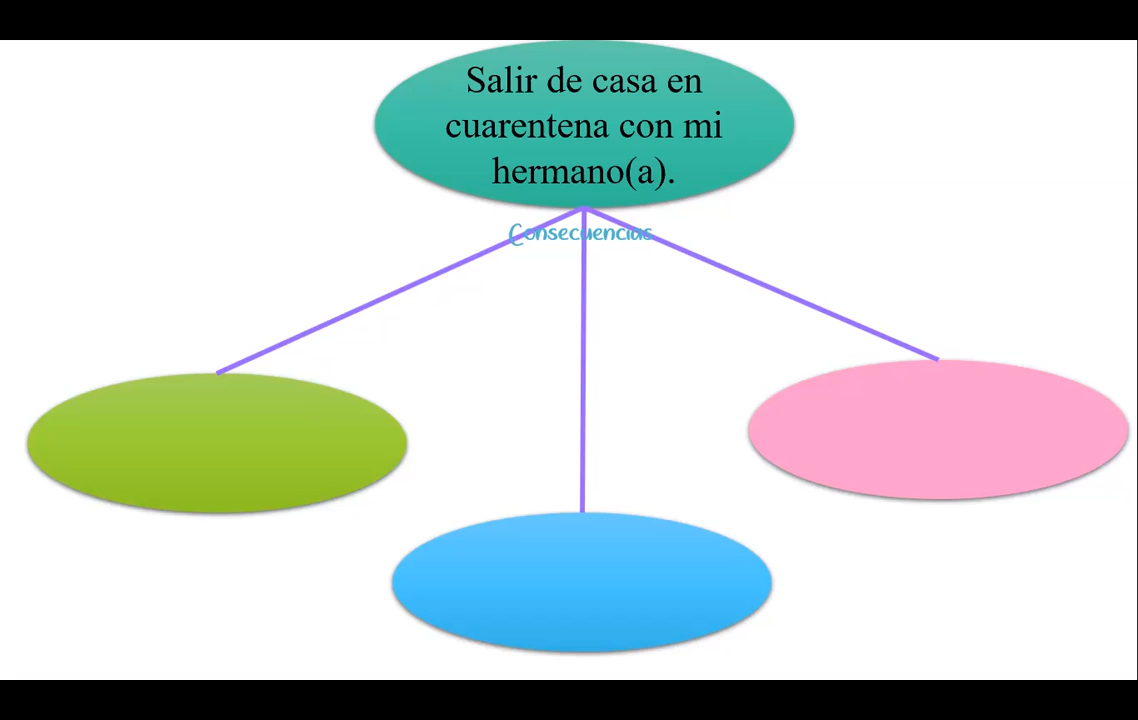 Salir de casa en
cuarentena con mi
hermano(a).
Consecuencias